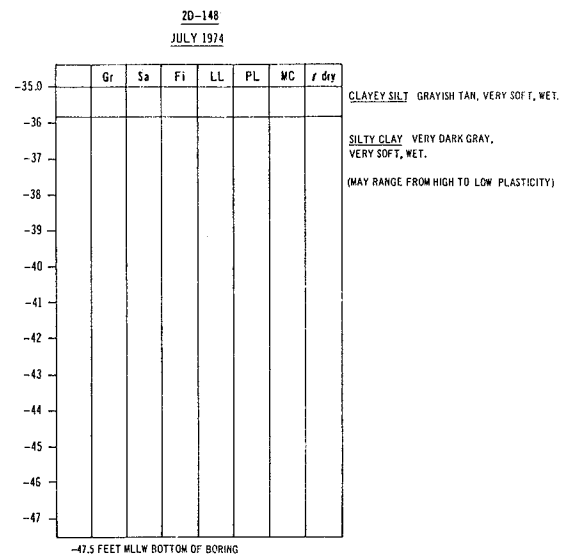 2D-148
JULY 1974
Gr Sa Fi LL PL MC γ dry
-35.0
CLAYEY SILT GRAYISH TAN, VERY SOFT, WET.
-36
SILTY CLAY VERY DARK GRAY,
VERY SOFT, WET.
-37
(MAY RANGE FROM HIGH TO LOW PLASTICITY)
-38
-39
-40
-41
-42
-43
-44
-45
-46
-47
-47.5 FEET MLLW BOTTOM OF BORING